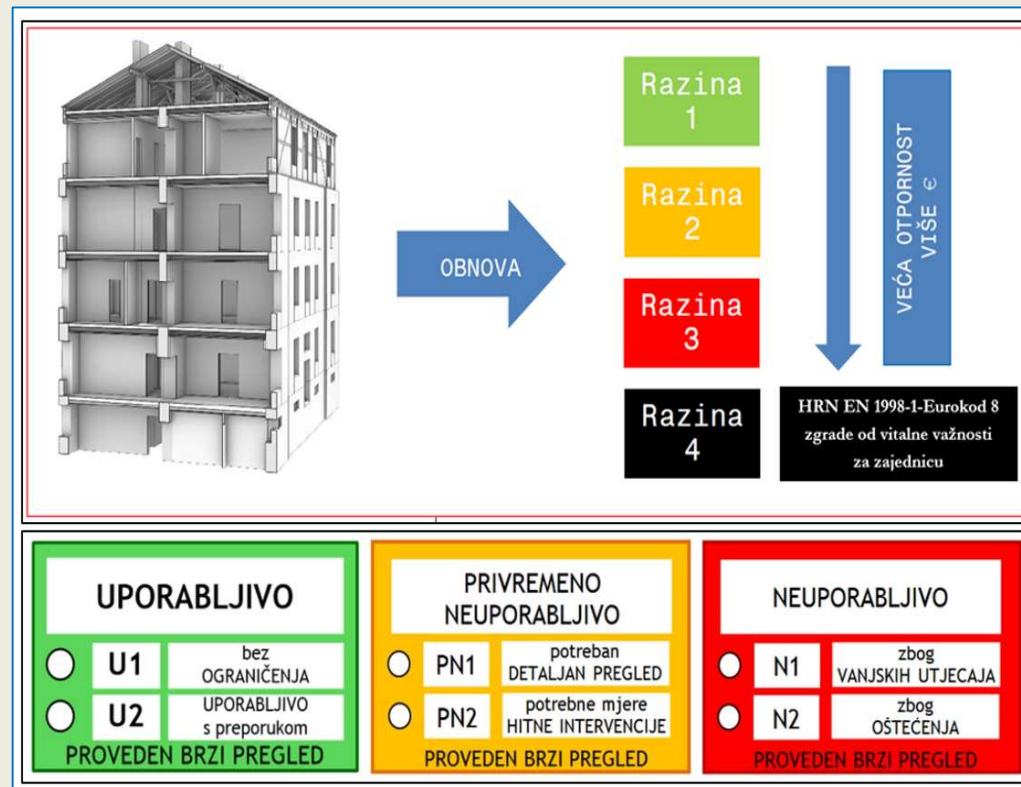 OBNOVA
Razina
1
Razina
2
Razina
3
Razina
4
VEĆA OTPORNOST
VIŠE €
HRN EN 1998-1-Eurokod 8
zgrade od vitalne važnosti
za zajednicu
UPORABLJIVO
U1
bez
OGRANIČENJA
U2
UPORABLJIVO
s preporukom
PROVEDEN BRZI PREGLED
PRIVREMENO
NEUPORABLJIVO
PN1
potreban
DETALJAN PREGLED
PN2
potrebne mjere
HITNE INTERVENCIJE
PROVEDEN BRZI PREGLED
NEUPORABLJIVO
N1
zbog
VANJSKIH UTJECAJA
N2
zbog
OŠTEĆENJA
PROVEDEN BRZI PREGLED